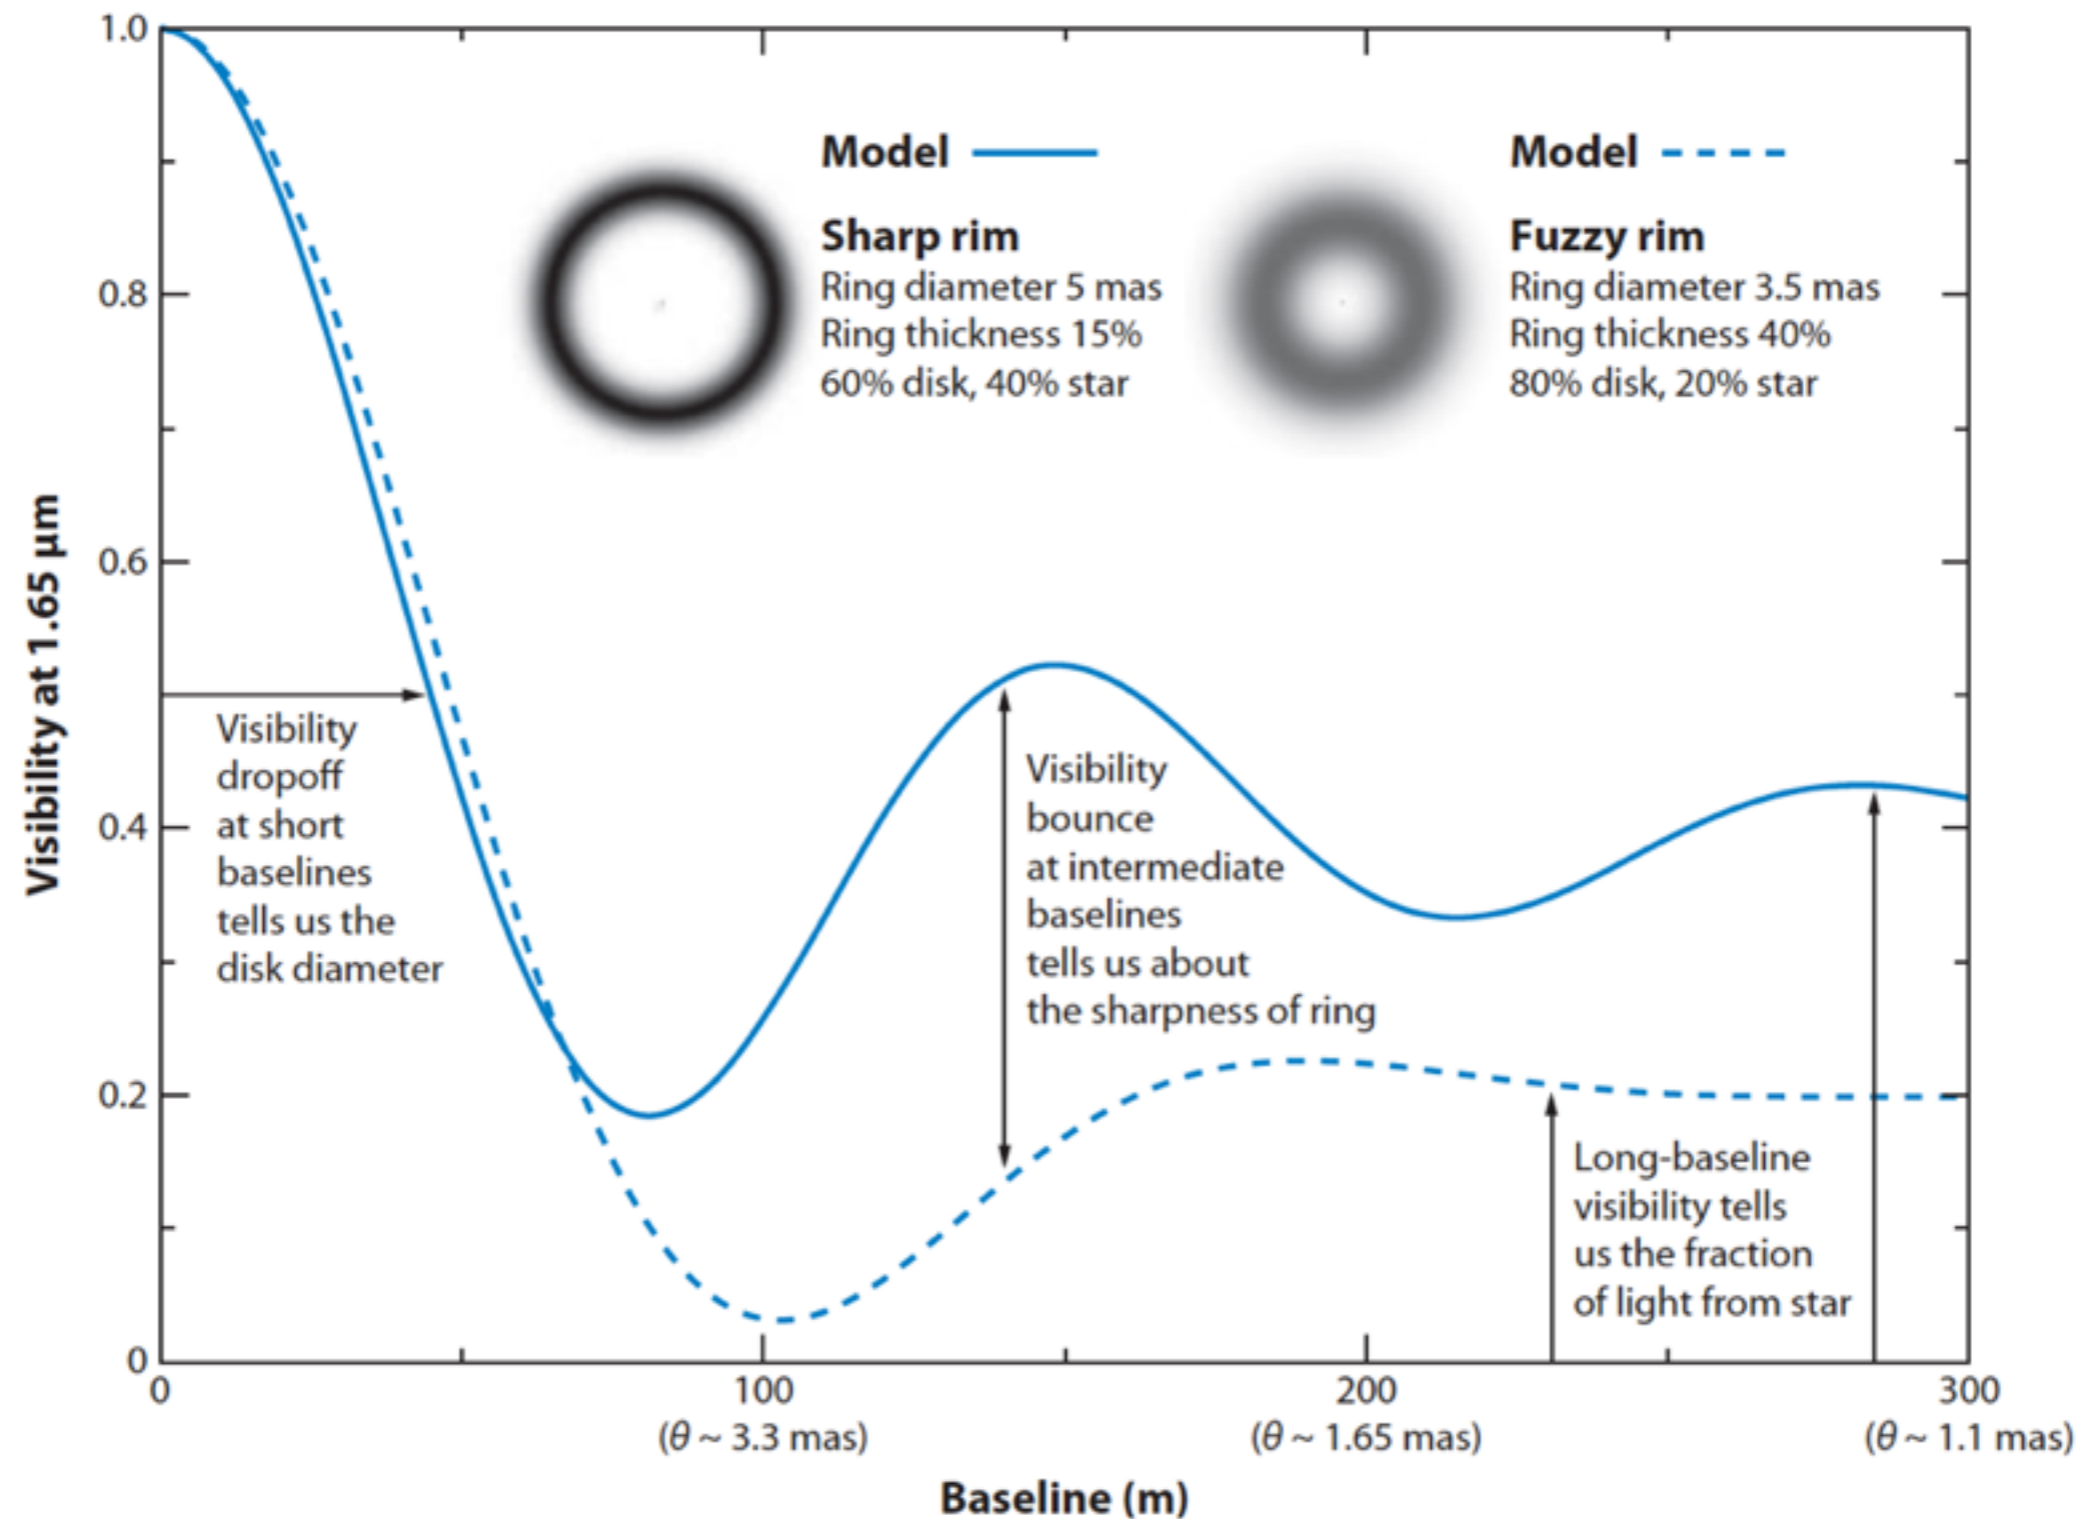 1.0
0.8
0.6
0.4
0.2
0
Visibility at 1.65 μm
Model
Sharp rim
Ring diameter 5 mas
Ring thickness 15%
60% disk, 40% star
Model
Fuzzy rim
Ring diameter 3.5 mas
Ring thickness 40%
80% disk, 20% star
Visibility
dropoff
at short
baselines
tells us the
disk diameter
Visibility
bounce
at intermediate
baselines
tells us about
the sharpness of ring
Long-baseline
visibility tells
us the fraction
of light from star
0
100
200
300
(θ ~ 3.3 mas)
(θ ~ 1.65 mas)
(θ ~ 1.1 mas)
Baseline (m)